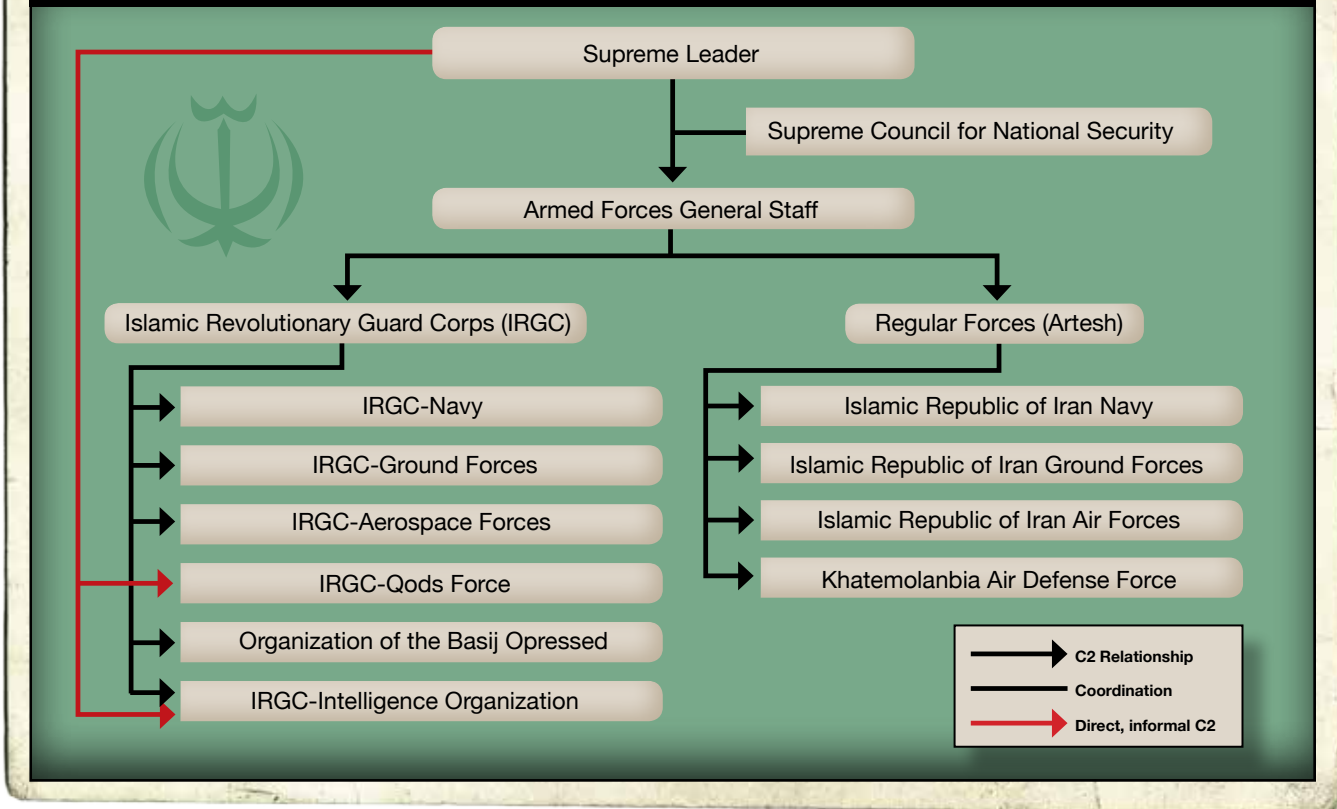 Supreme Leader
Supreme Council for National Security
Armed Forces General Staff
Islamic Revolutionary Guard Corps (IRGC)
Regular Forces (Artesh)
IRGC-Navy
IRGC-Ground Forces
IRGC-Aerospace Forces
IRGC-Qods Force
Organization of the Basij Opressed
IRGC-Intelligence Organization
Islamic Republic of Iran Navy
Islamic Republic of Iran Ground Forces
Islamic Republic of Iran Air Forces
Khatemolanbia Air Defense Force
C2 Relationship
Coordination
Direct, informal C2